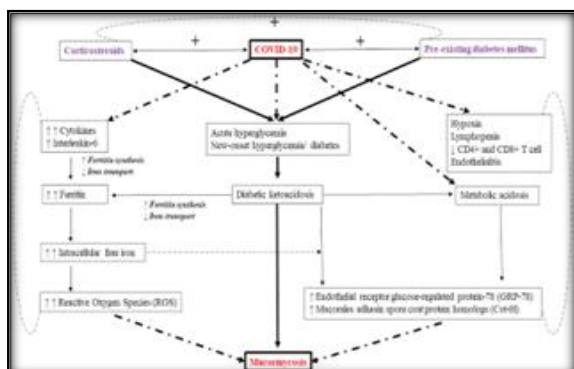 +
+ +
Corticosteroids COVID-19 Pre-existing diabetes mellitus
↑ ↑ Cytokines
↑ Interleukin-6
Acute hyperglycemia
New-onset hyperglycemia/ diabetes
Hypoxia
Lymphopenia
↓ CD4+ and CD8+ T cell
Endotheliitis
↑ Ferritin synthesis
↓ Iron transport
↑ ↑ Ferritin
↑ Ferritin synthesis
↓ Iron transport
Diabetic ketoacidosis
Metabolic acidosis
↑ ↑ Intracellular free iron
↑ ↑ Reactive Oxygen Species (ROS)
↑ Endothelial receptor glucose-regulated protein-78 (GRP-78)
↑ Mucorales adhesin spore coat protein homologs (CotH)
Mucormycosis